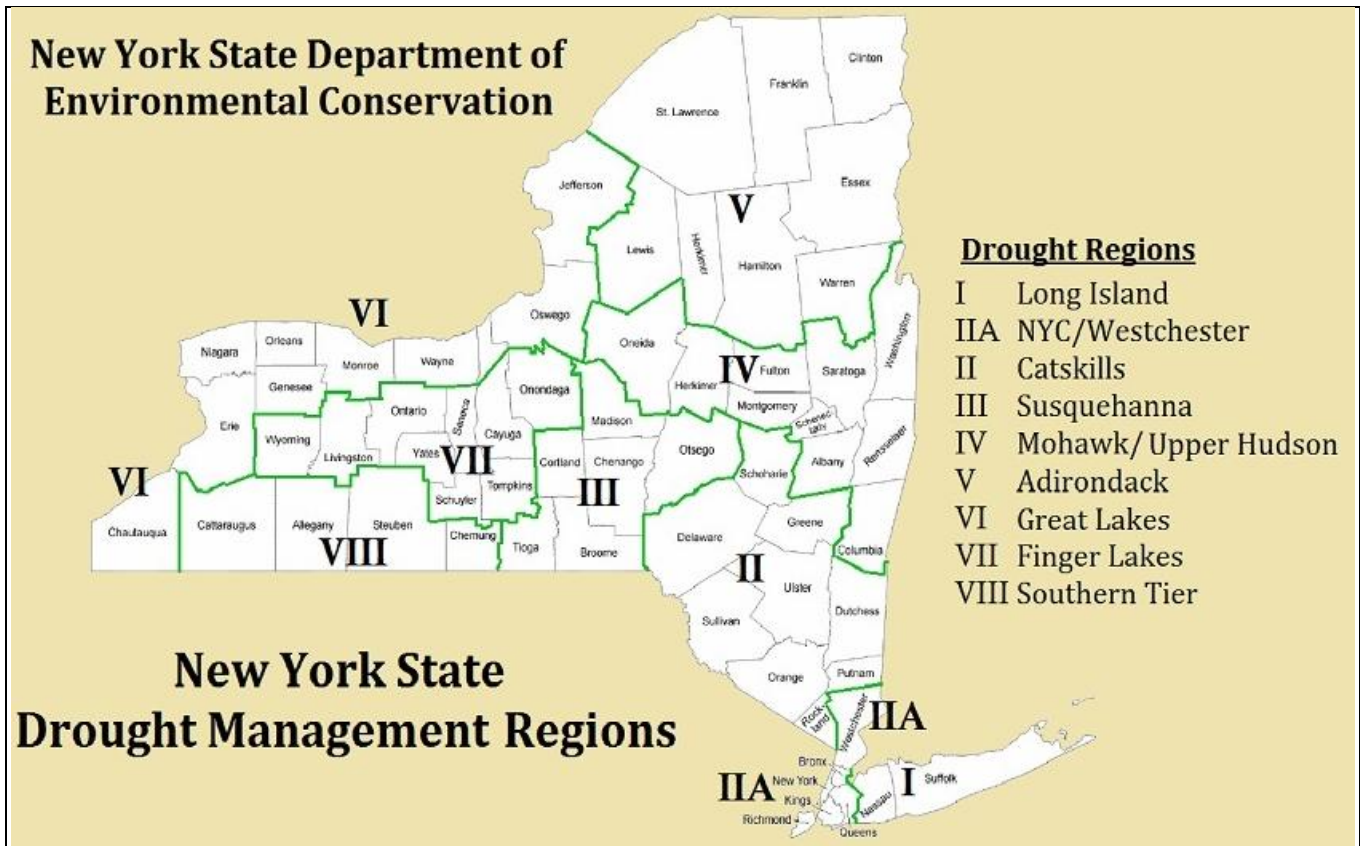 New York State Department of
Environmental Conservation
Clinton
Franklin
St. Lawrence
Jefferson
Essex
V
Lewis
Herkimer
Hamilton
Warren
Drought Regions
I Long Island
IIA NYC/Westchester
II Catskills
III Susquehanna
IV Mohawk/Upper Hudson
V Adirondack
VI Great Lakes
VII Finger Lakes
VIII Southern Tier
VI
Oswego
Oneida
Washington
Niagara
Orleans
Monroe
Wayne
Genesee
Herkimer
IV
Fulton
Saratoga
Erie
Wyoming
Livingston
Ontario
Yates
Seneca
Cayuga
Onondaga
Madison
Montgomery
Schenec-
tady
Rensselaer
VII
Otsego
Schoharie
Albany
Cortland
Chenango
III
Schuyler
Tompkins
VI
Chautauqua
Cattaraugus
Allegany
Steuben
VIII
Chemung
Tioga
Broome
Delaware
Greene
Columbia
II
Ulster
Sullivan
Dutchess
Orange
Putnam
Rock-
land
Westchester
IIA
New York State
Drought Management Regions
Bronx
IIA
New York
Kings
Richmond
Queens
Nassau
I
Suffolk